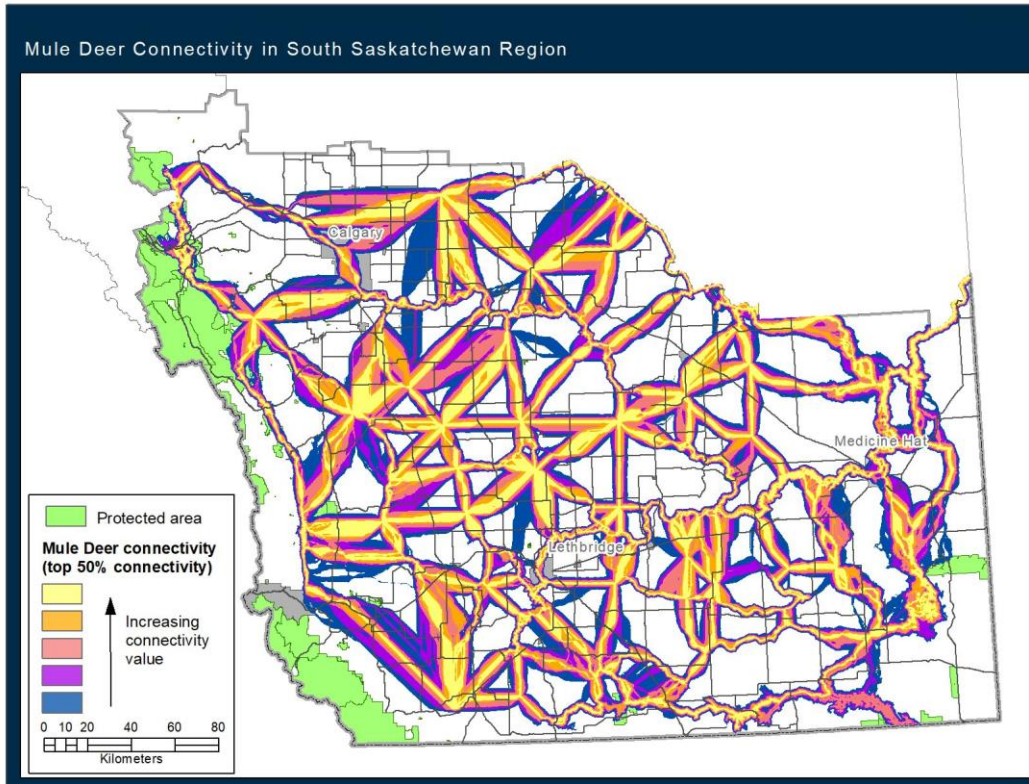 Mule Deer Connectivity in South Saskatchewan Region
Calgary
Medicine Hat
Lethbridge
Protected area
Mule Deer connectivity
(top 50% connectivity)
Increasing
connectivity
value
0 10 20 40 60 80
Kilometers